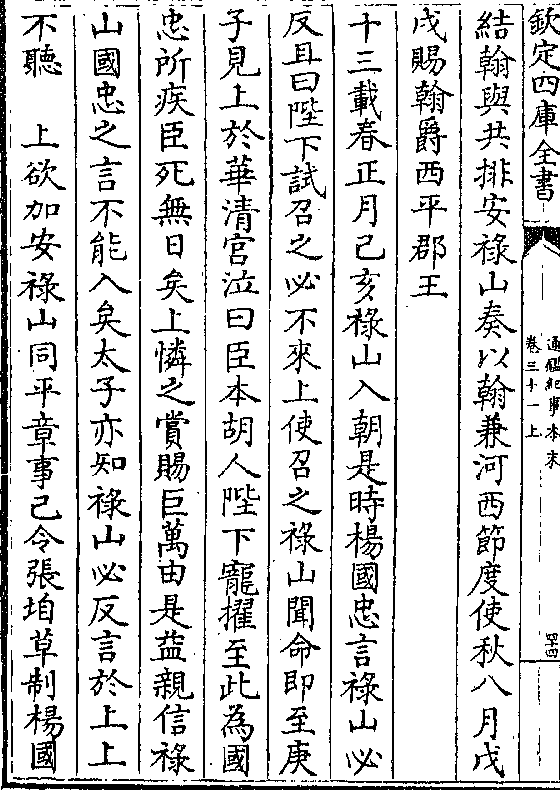 欽定四庫全書
通鑑紀事本末
卷三十一上
四十四
結翰與共排安祿山奏以翰兼河西節度使秋八月戊
戌賜翰爵西平郡王
十三載春正月己亥祿山入朝是時楊國忠言祿山必
反且曰陛下試召之必不來上使召之祿山聞命即至庚
子見上於華清宮泣曰臣本胡人陛下寵擢至此為國
忠所疾臣死無日矣上憐之賞賜巨萬由是益親信祿
山國忠之言不能入矣太子亦知祿山必反言於上上
不聽　上欲加安祿山同平章事已令張垍草制楊國